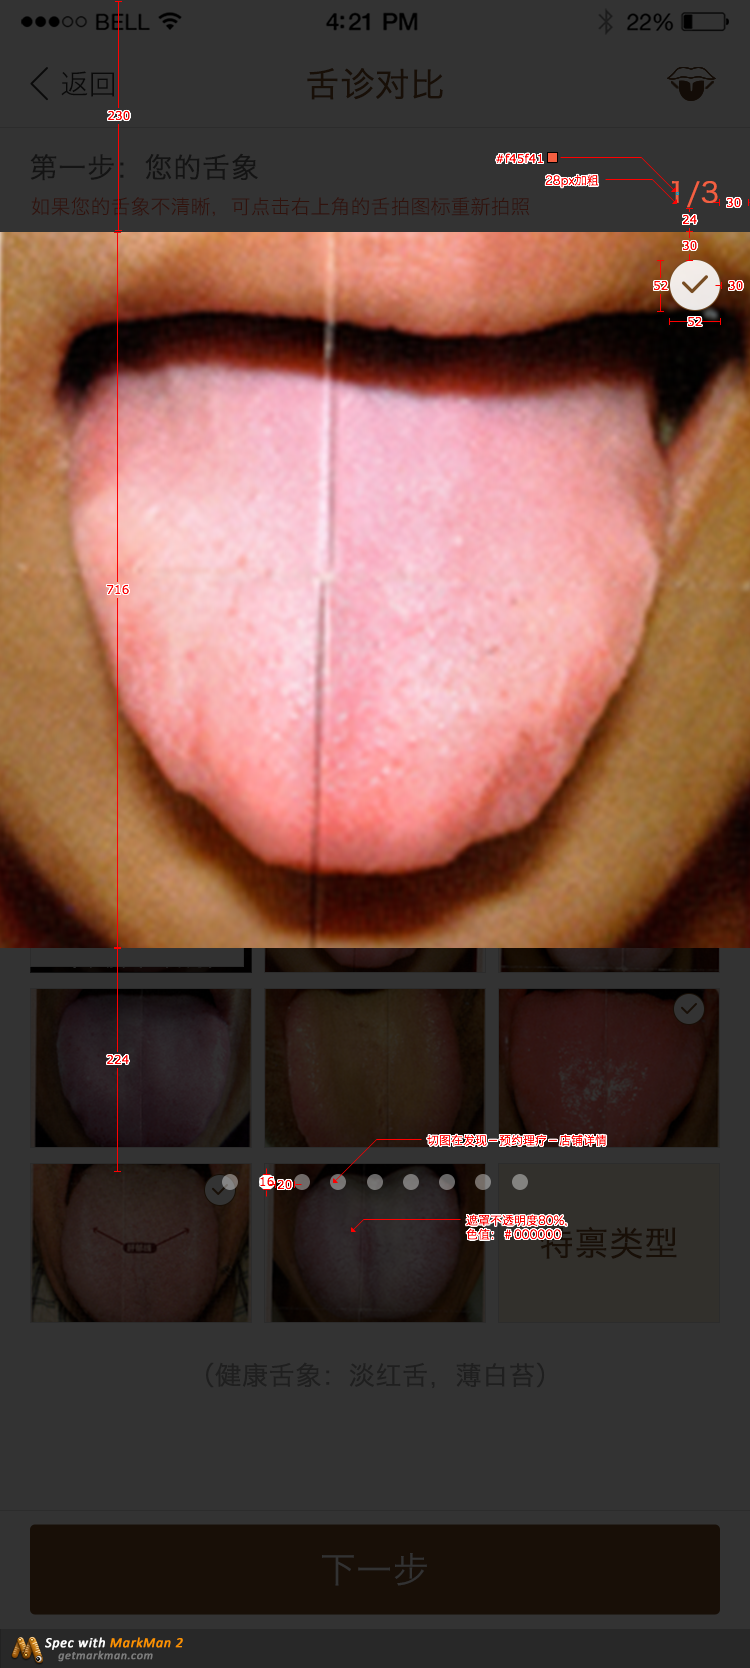 BELL 4:21 PM 22%
返回 舌诊对比
230
第一步：您的舌象
#f45f41
28px加粗
1/3
30
如果您的舌象不清晰，可点击右上角的舌拍图标重新拍照
24
30
52
30
52
716
224
切图在发现－预约理疗－店铺详情
16
20
遮罩不透明度80%,
色值：#000000
特禀类型
（健康舌象：淡红舌，薄白苔）
下一步
Spec with MarkMan 2
getmarkman.com